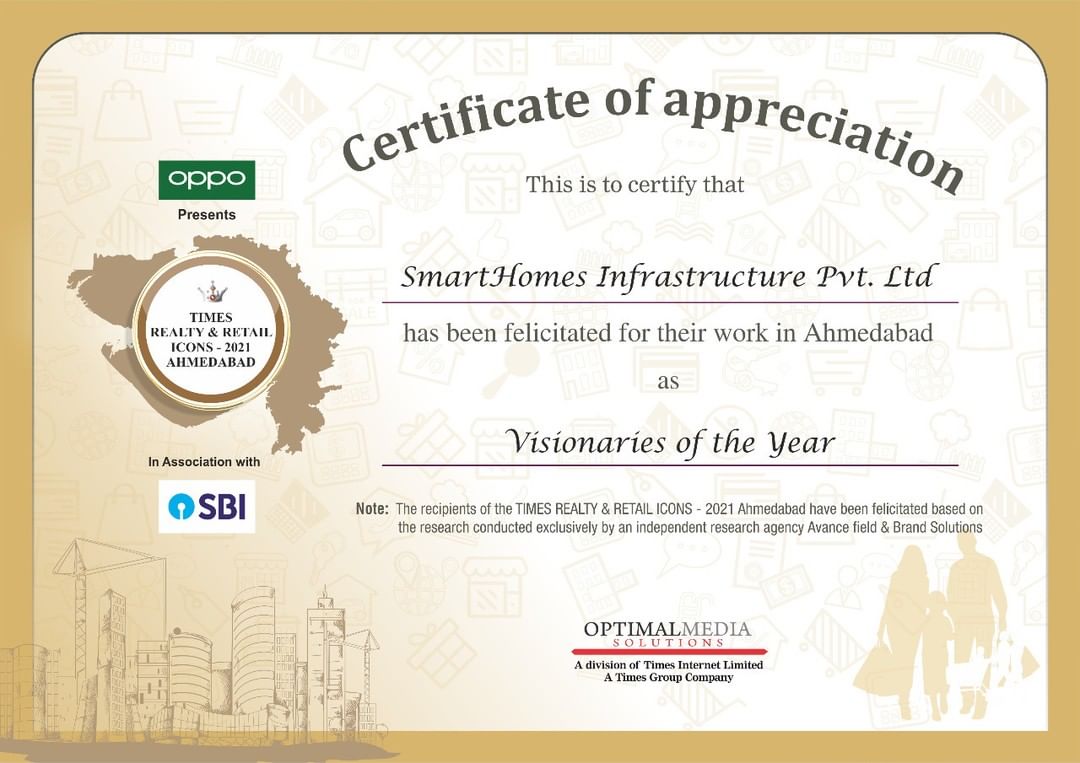 Certificate of appreciation
This is to certify that
SmartHomes Infrastructure Pvt. Ltd
has been felicitated for their work in Ahmedabad
as
Visionaries of the Year
Note: The recipients of the TIMES REALTY & RETAIL ICONS - 2021 Ahmedabad have been felicitated based on
the research conducted exclusively by an independent research agency Avance field & Brand Solutions
oppo
Presents
TIMES
REALTY & RETAIL
ICONS - 2021
AHMEDABAD
In Association with
SBI
OPTIMALMEDIA
SOLUTIONS
A division of Times Internet Limited
A Times Group Company